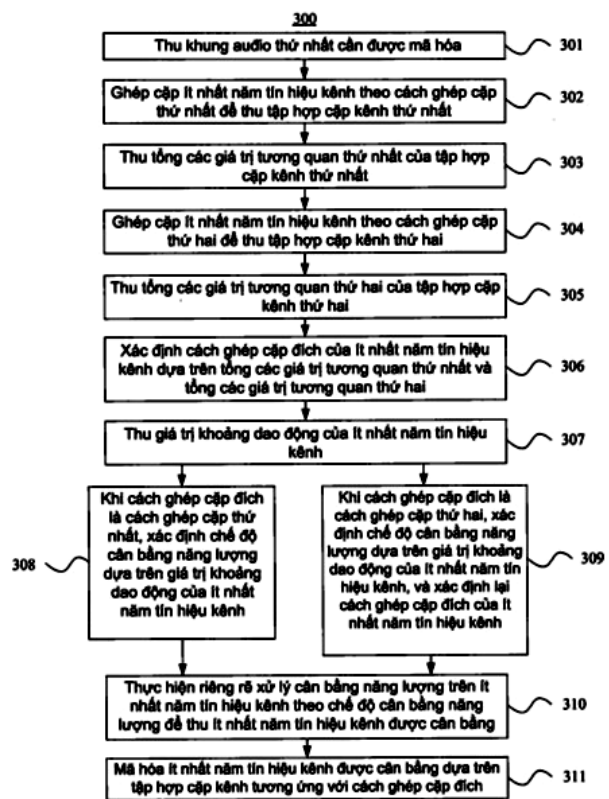 300
Thu khung audio thứ nhất cần được mã hóa
301
Ghép cặp ít nhất năm tín hiệu kênh theo cách ghép cặp
thứ nhất để thu tập hợp cặp kênh thứ nhất
302
Thu tổng các giá trị tương quan thứ nhất của tập hợp
cặp kênh thứ nhất
303
Ghép cặp ít nhất năm tín hiệu kênh theo cách ghép cặp
thứ hai để thu tập hợp cặp kênh thứ hai
304
Thu tổng các giá trị tương quan thứ hai của tập hợp cặp
kênh thứ hai
305
Xác định cách ghép cặp đích của ít nhất năm tín hiệu
kênh dựa trên tổng các giá trị tương quan thứ nhất và
tổng các giá trị tương quan thứ hai
306
Thu giá trị khoảng dao động của ít nhất năm tín hiệu
kênh
307
Khi cách ghép cặp đích
là cách ghép cặp thứ
nhất, xác định chế độ
cân bằng năng lượng
dựa trên giá trị khoảng
dao động của ít nhất
năm tín hiệu kênh
308
Khi cách ghép cặp đích là
cách ghép cặp thứ hai, xác
định chế độ cân bằng năng
lượng dựa trên giá trị khoảng
dao động của ít nhất năm tín
hiệu kênh, và xác định lại
cách ghép cặp đích của ít
nhất năm tín hiệu kênh
309
Thực hiện riêng rẽ xử lý cân bằng năng lượng trên ít
nhất năm tín hiệu kênh theo chế độ cân bằng năng
lượng để thu ít nhất năm tín hiệu kênh được cân bằng
310
Mã hóa ít nhất năm tín hiệu kênh được cân bằng dựa trên
tập hợp cặp kênh tương ứng với cách ghép cặp đích
311